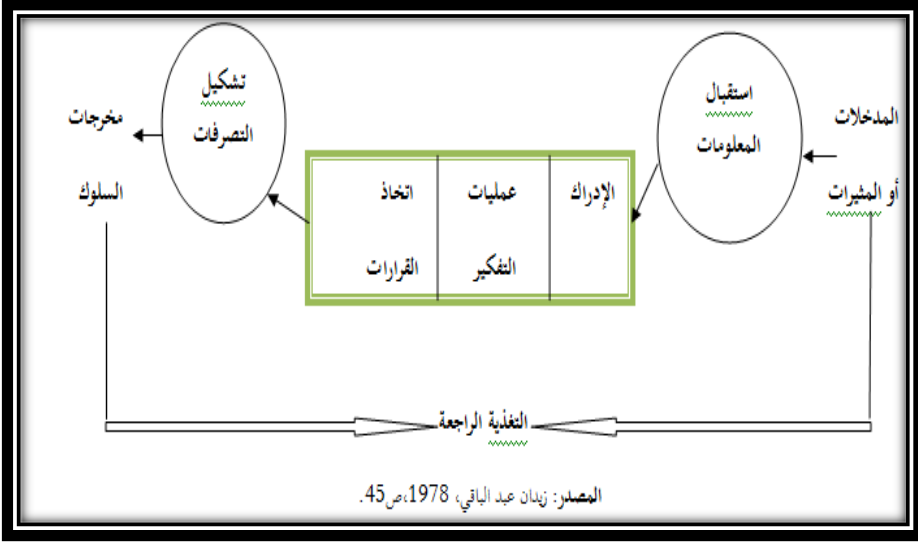 المدخلات
أو المثيرات
استقبال
المعلومات
الإدراك
عمليات
التفكير
اتخاذ
القرارات
تشكيل
التصرفات
مخرجات
السلوك
التغذية الراجعة
المصدر: زيدان عبد الباقي، 1978،ص45.